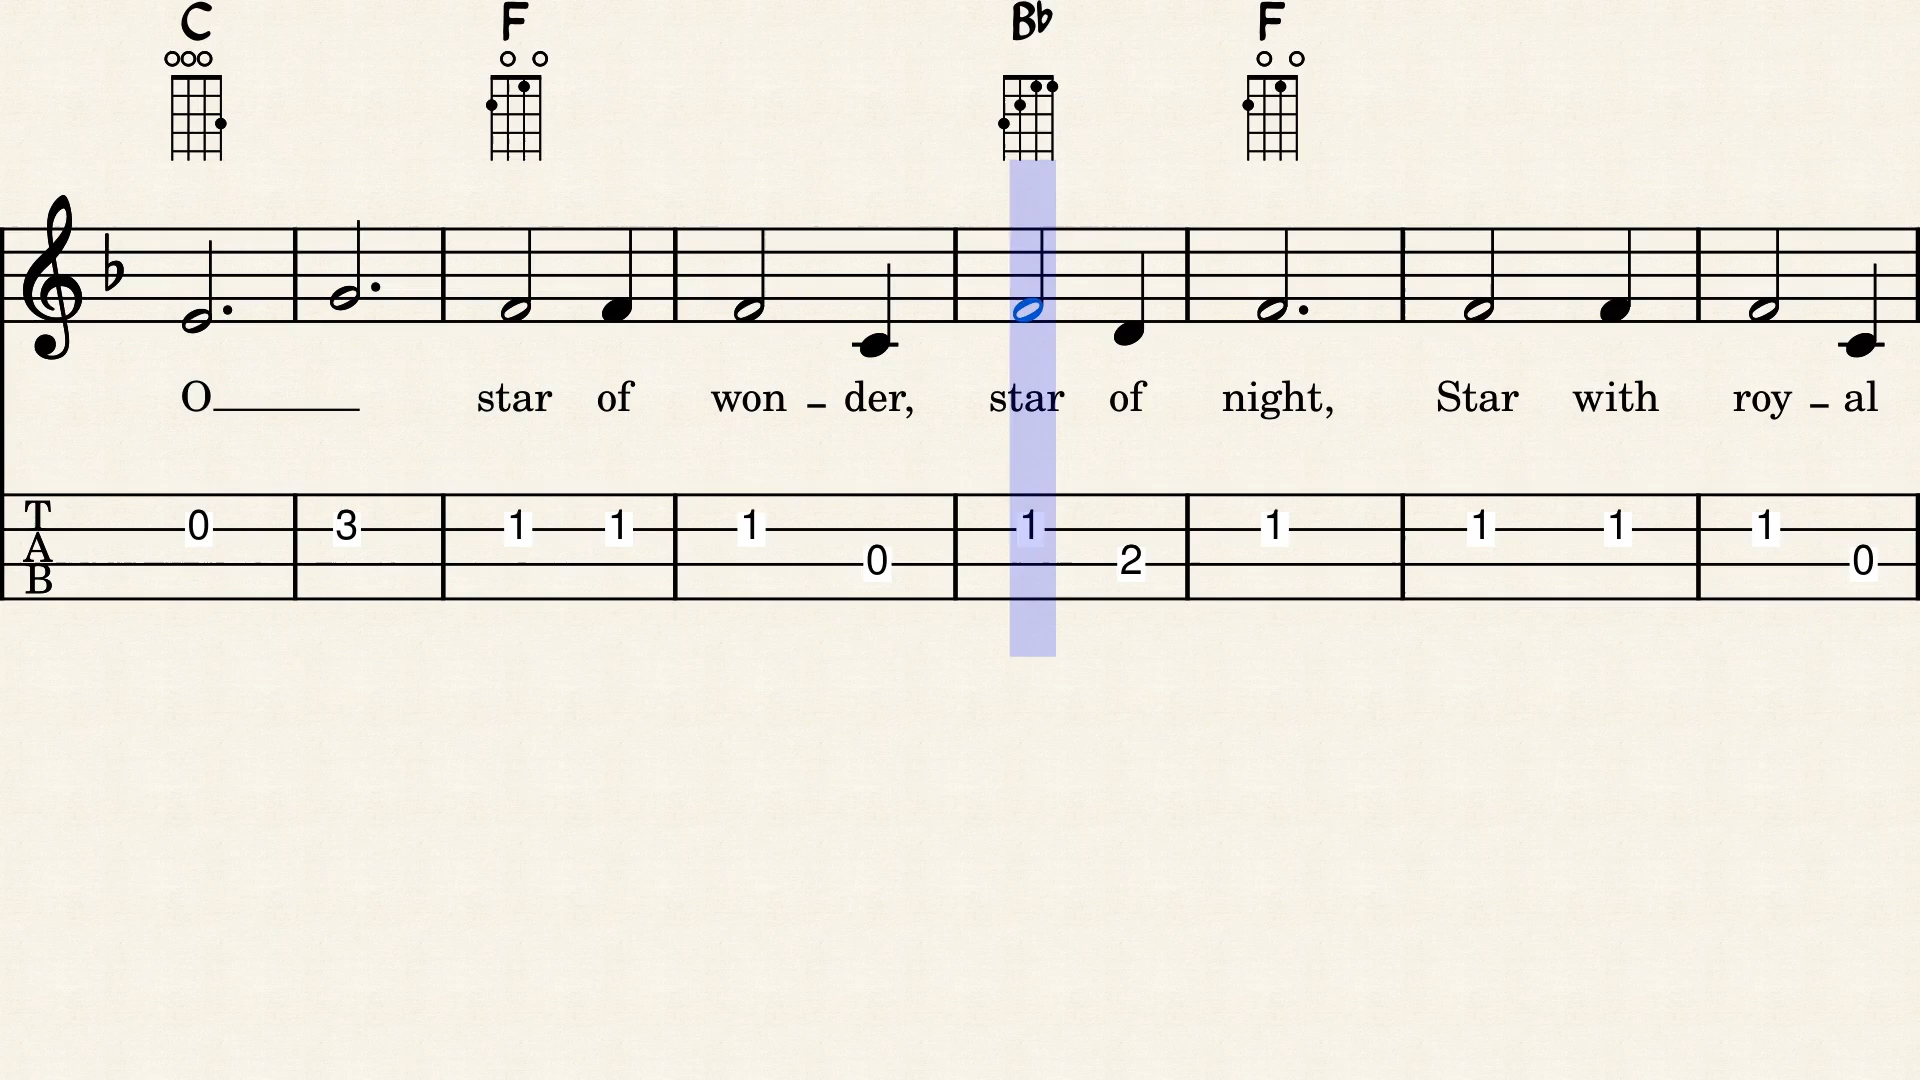 C F B♭ F
O star of won - der, star of night, Star with roy - al
T 0 3 1 1 1 1 1 1 1 1
A 0 2 0
B